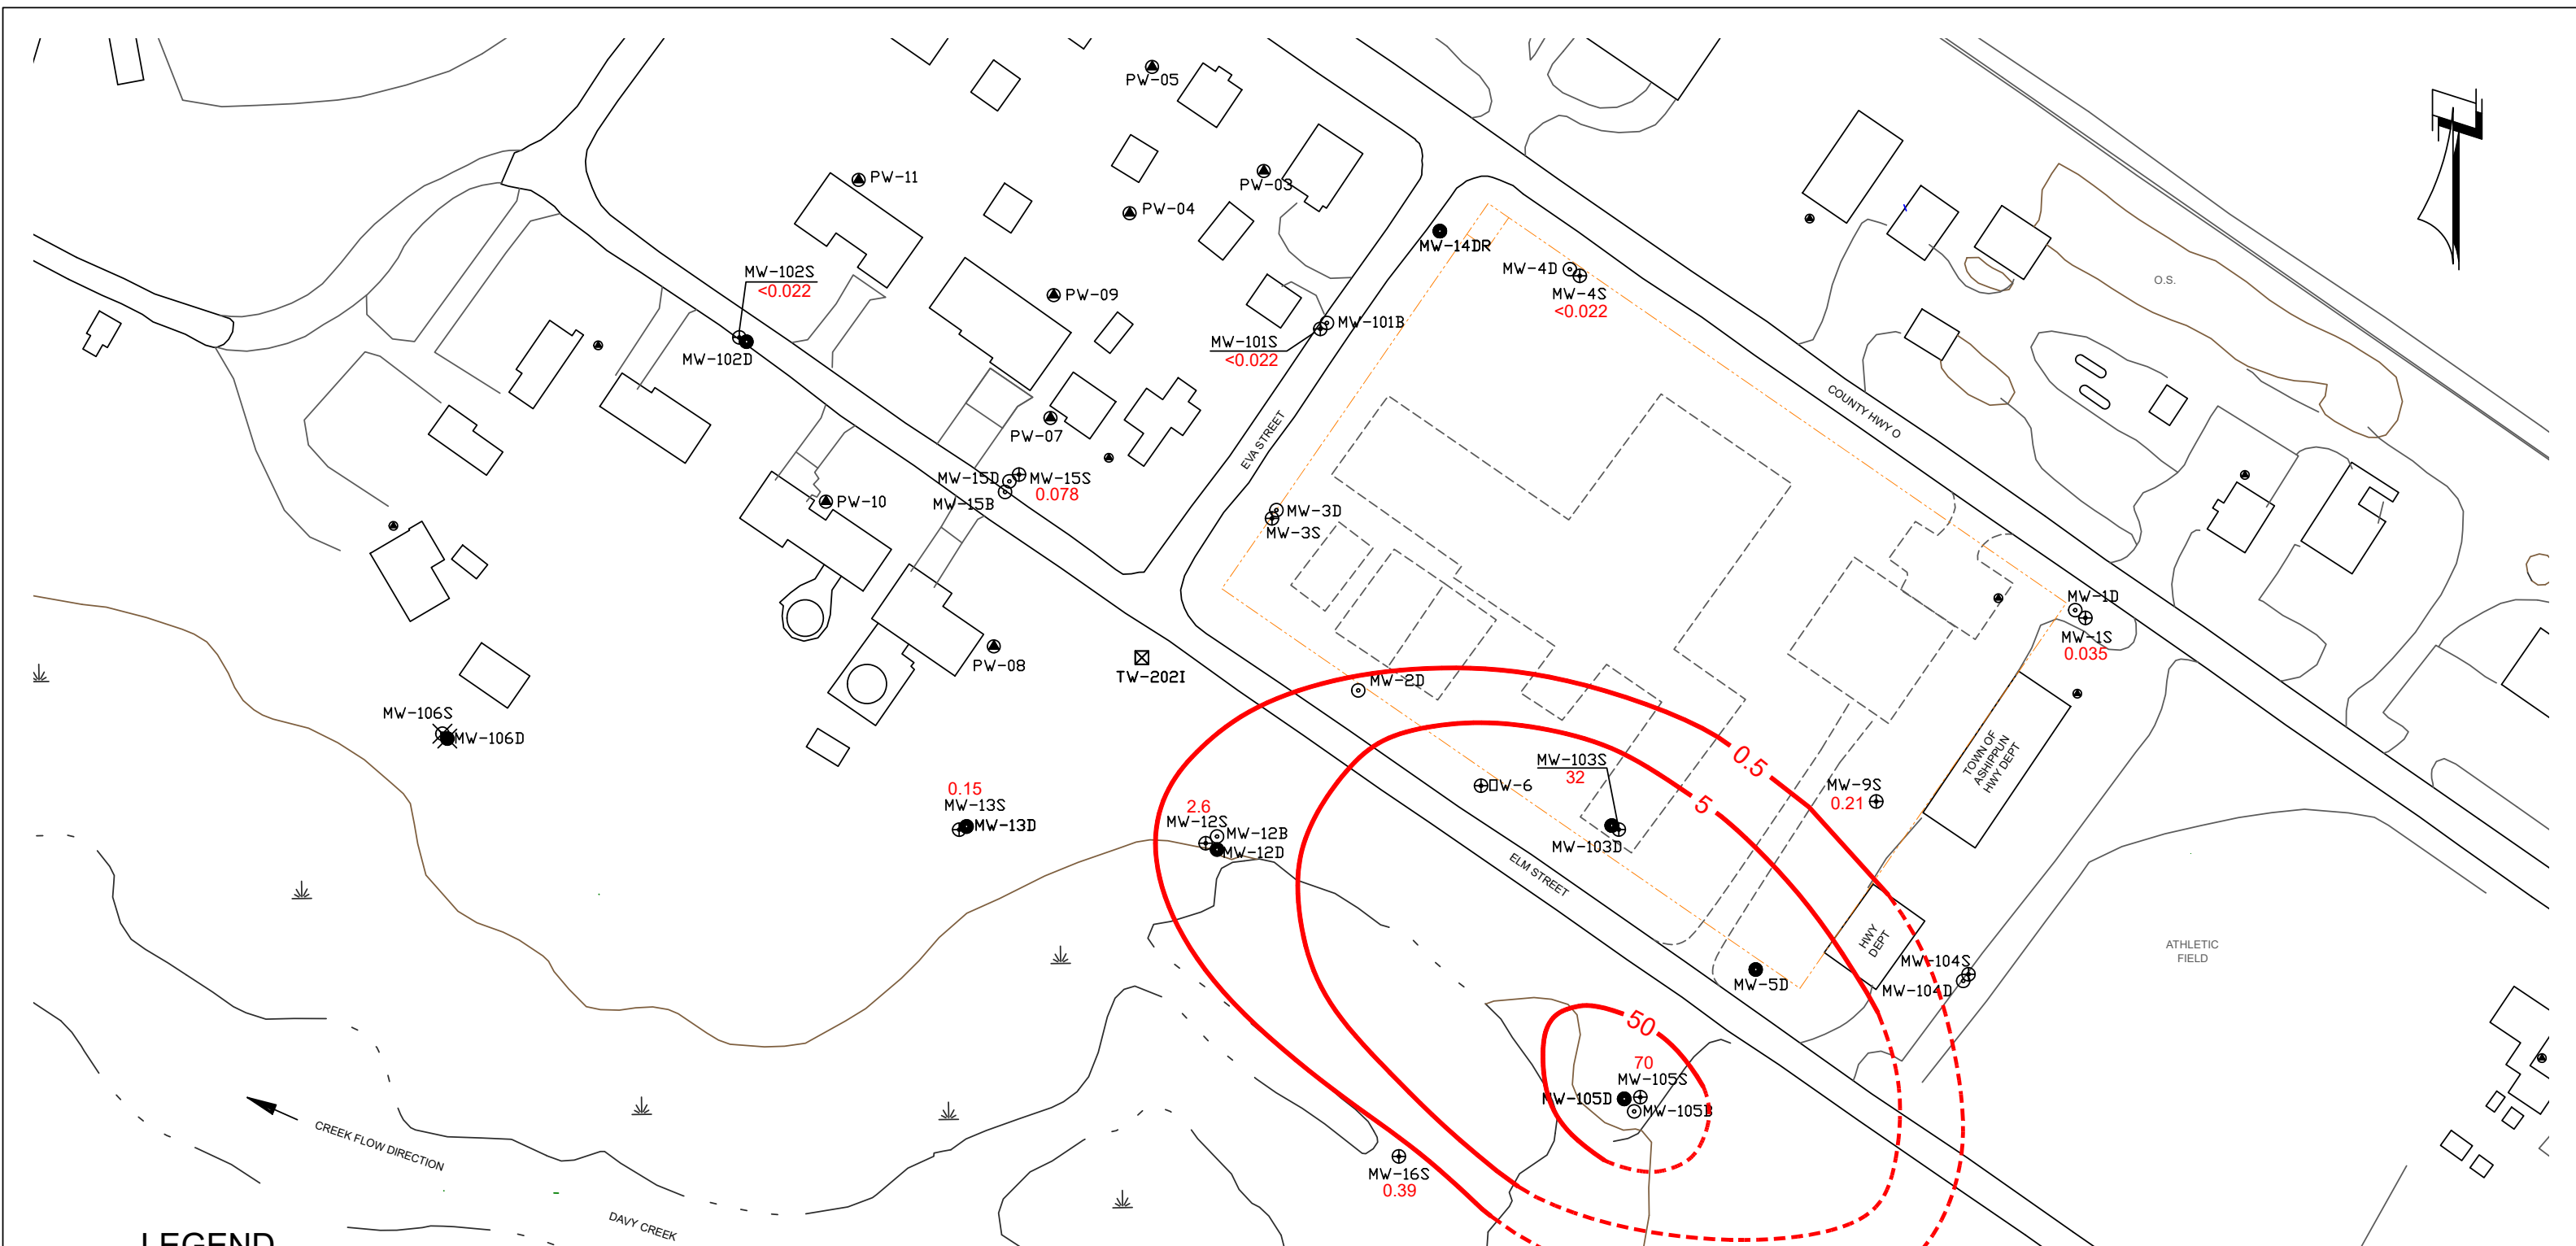 PW-05
PW-11
PW-03
PW-04
MW-14DR
MW-4D
MW-4S
<0.022
MW-102S
<0.022
PW-09
O.S.
MW-101B
MW-101S
<0.022
MW-102D
COUNTY HWY O
PW-07
EVA STREET
MW-15D
MW-15S
0.078
MW-15B
PW-10
MW-3D
MW-3S
MW-1D
MW-1S
0.035
PW-08
TW-202I
MW-2D
MW-106S
MW-106D
0.5
TOWN OF
ASHIPPUN
HWY DEPT
MW-103S
32
W-6
5
MW-9S
0.21
0.15
MW-13S
MW-13D
2.6
MW-12S
MW-12B
MW-12D
MW-103D
ELM STREET
HWY
DEPT
ATHLETIC
FIELD
MW-5D
MW-104S
MW-104D
50
70
MW-105S
MW-105D
MW-105B
CREEK FLOW DIRECTION
MW-16S
0.39
DAVY CREEK
LEGEND